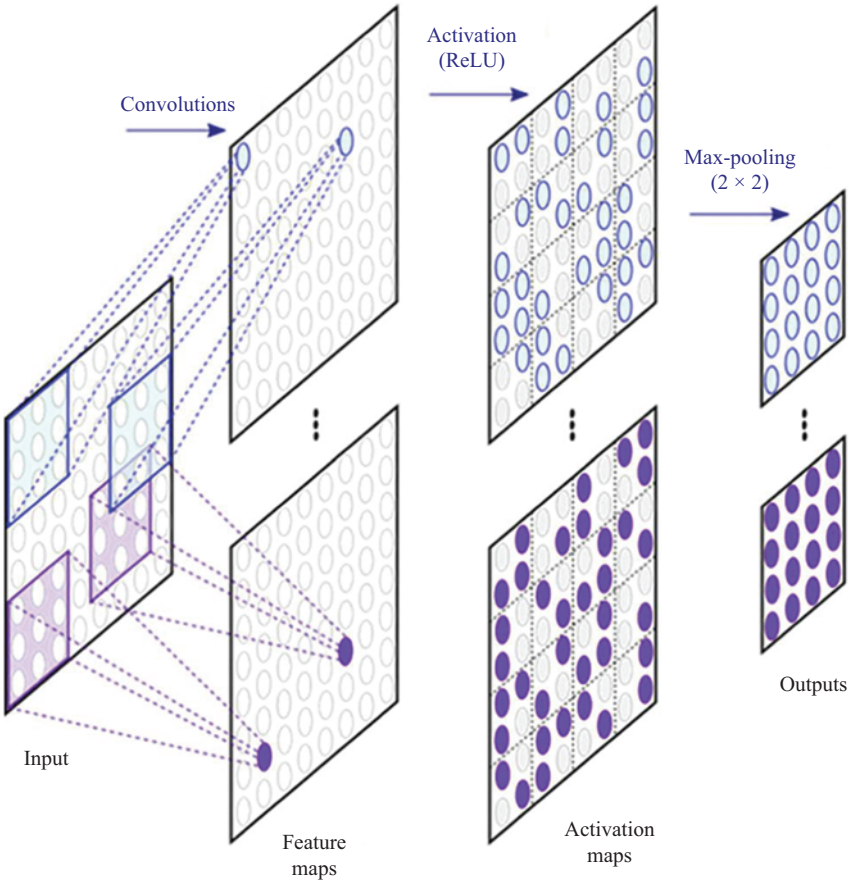 Convolutions
Activation
(ReLU)
Max-pooling
(2 × 2)
Input
Feature
maps
Activation
maps
Outputs